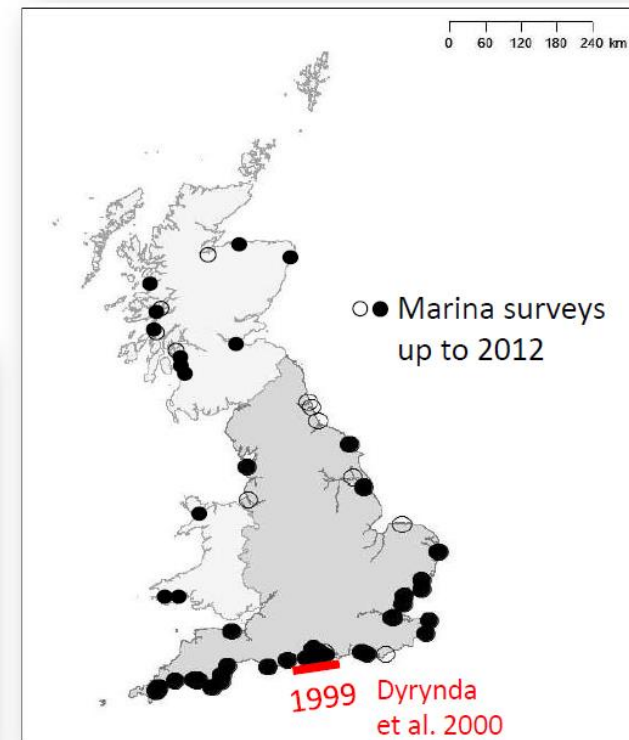 0 60 120 180 240 km
Marina surveys
up to 2012
1999 Dyrynda
et al. 2000